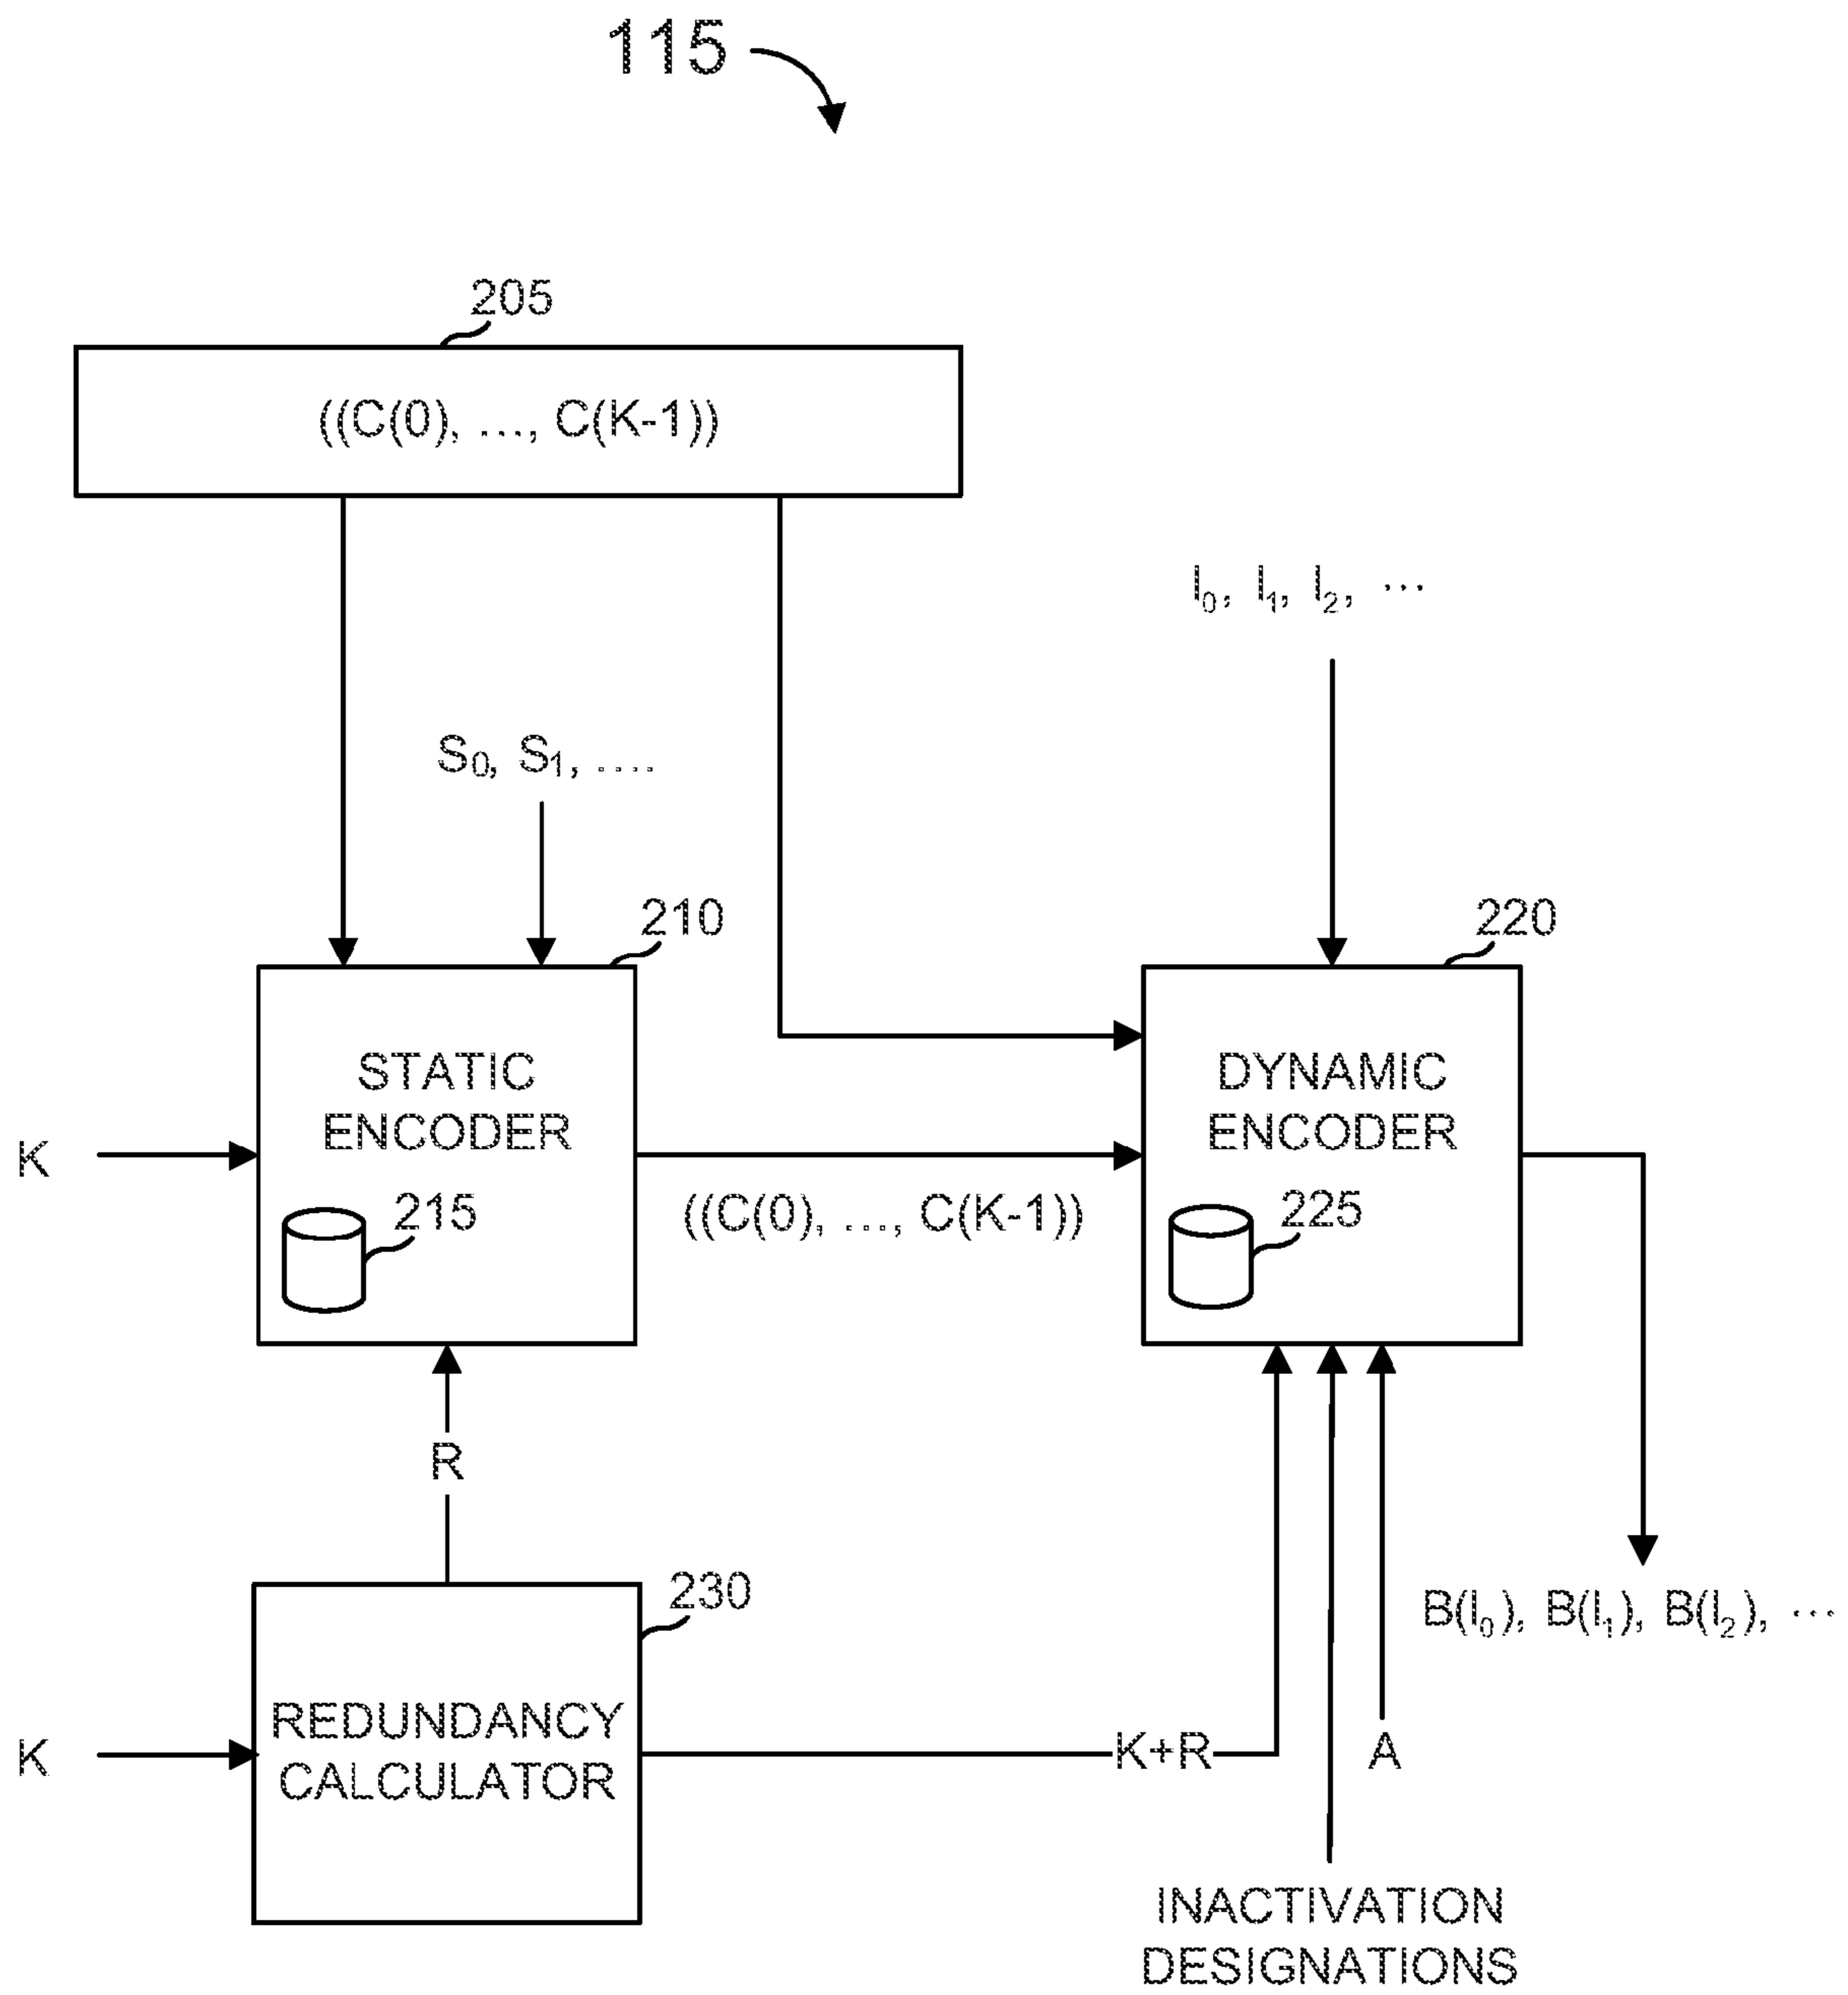 115
205
((C(0), ..., C(K-1))
I0, I1, I2, ...
S0, S1, ....
210
220
STATIC
ENCODER
DYNAMIC
ENCODER
K
215
((C(0), ..., C(K-1))
225
R
230
B(I0), B(I1), B(I2), ...
REDUNDANCY
CALCULATOR
K
K+R
A
INACTIVATION
DESIGNATIONS